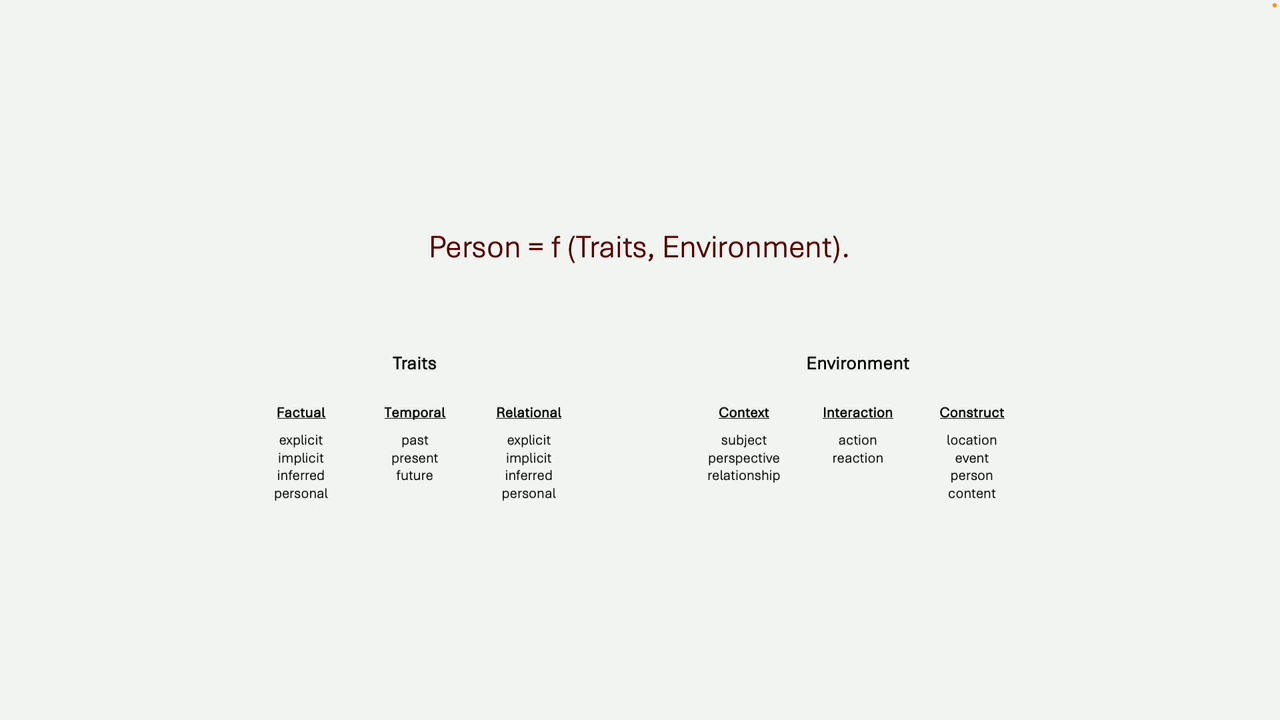 Person = f (Traits, Environment).
Traits
Factual Temporal Relational
explicit past explicit
implicit present implicit
inferred future inferred
personal personal
Environment
Context Interaction Construct
subject action location
perspective reaction event
relationship person
content